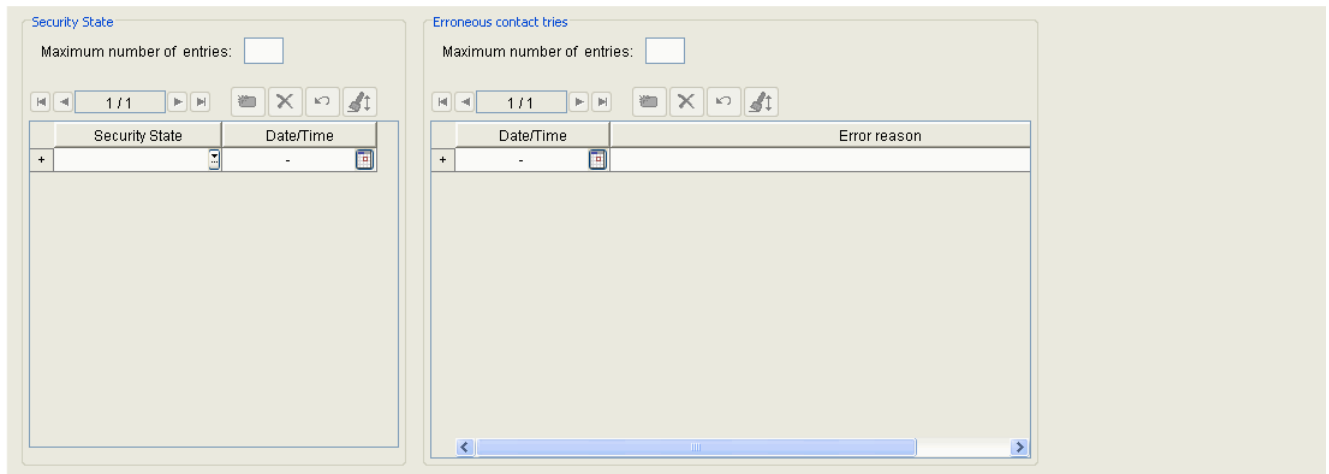 Security State
Maximum number of entries:
1 / 1
Security State Date/Time
+ -
Erroneous contact tries
Maximum number of entries:
1 / 1
Date/Time Error reason
+ -